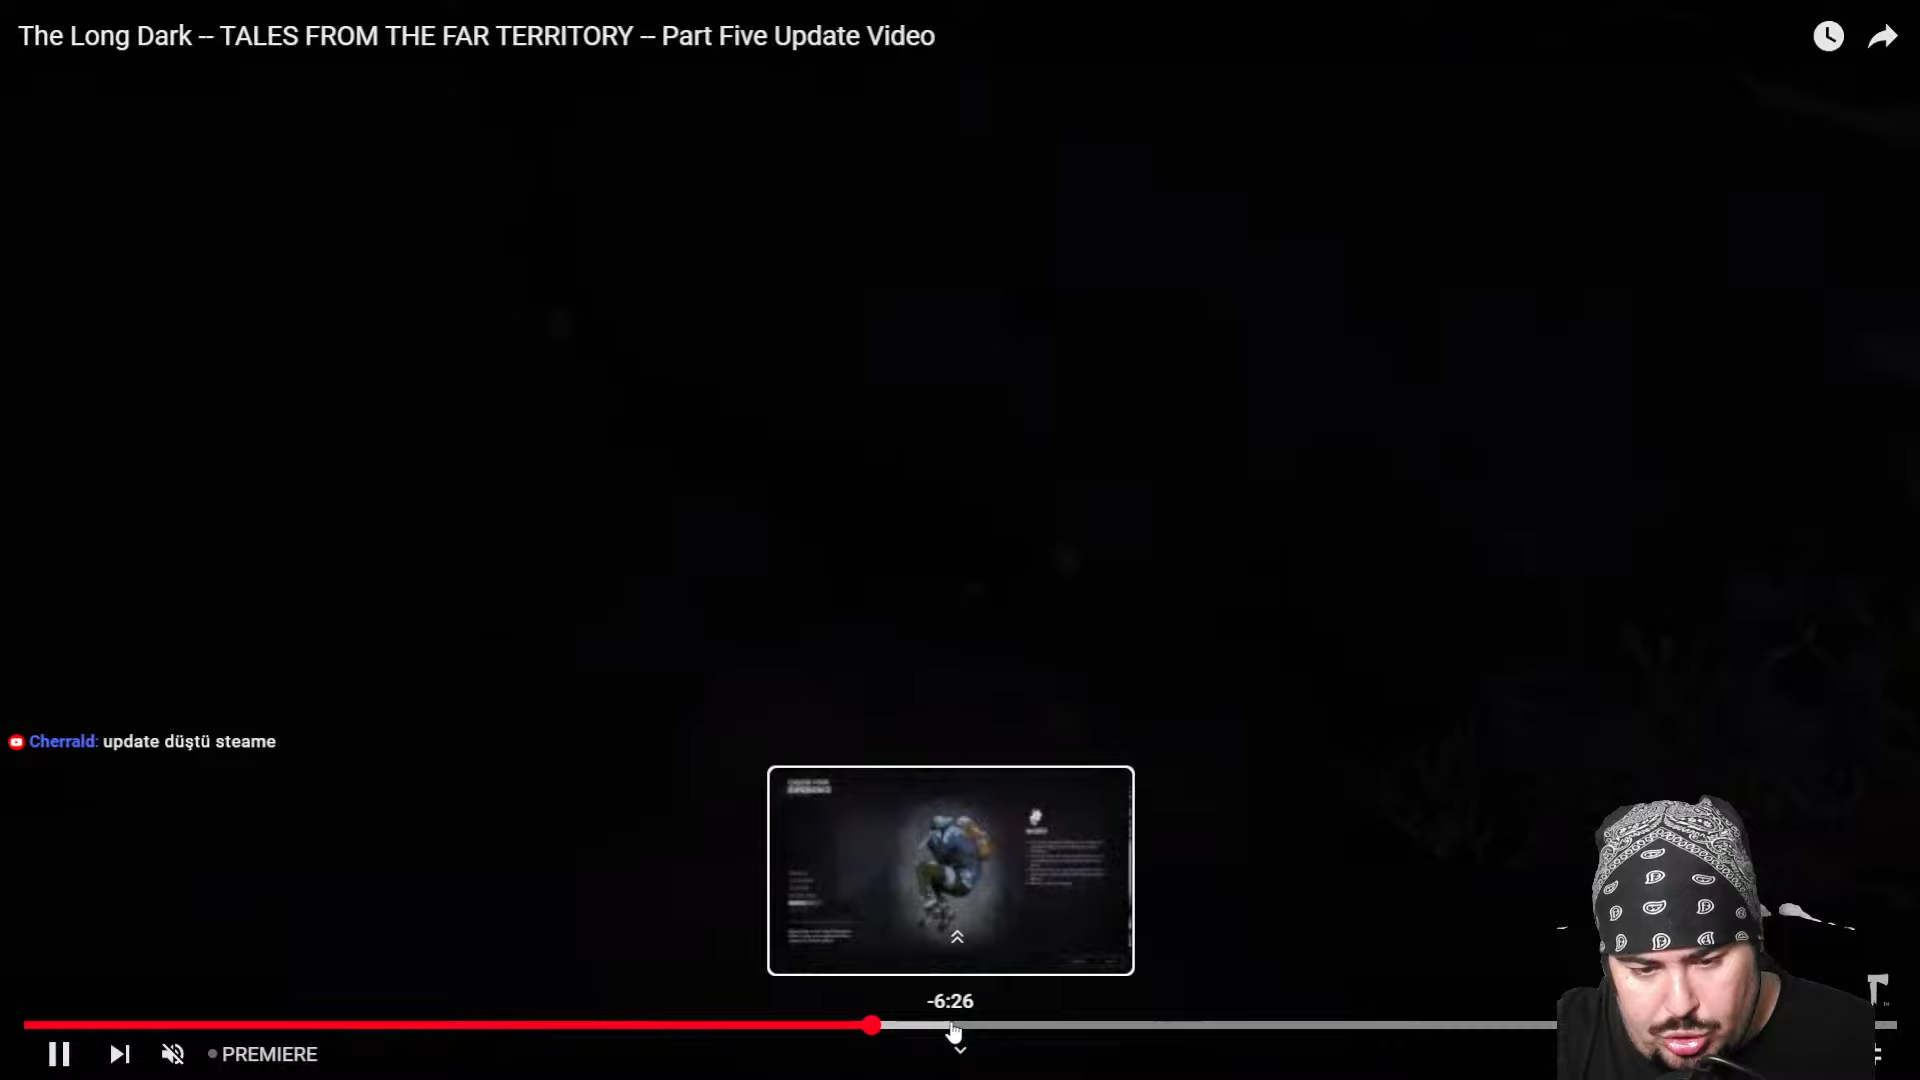 The Long Dark -- TALES FROM THE FAR TERRITORY -- Part Five Update Video
Cherrald: update düştü steame
-6:26
PREMIERE